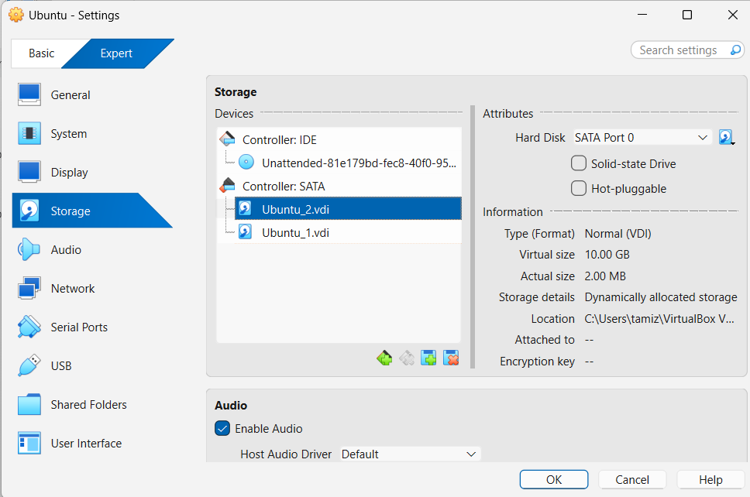 Ubuntu - Settings
Basic
Expert
Search settings
General
System
Display
Storage
Audio
Network
Serial Ports
USB
Shared Folders
User Interface
Storage
Devices
Controller: IDE
Unattended-81e179bd-fec8-40f0-95...
Controller: SATA
Ubuntu_2.vdi
Ubuntu_1.vdi
Attributes
Hard Disk SATA Port 0
Solid-state Drive
Hot-pluggable
Information
Type (Format) Normal (VDI)
Virtual size 10.00 GB
Actual size 2.00 MB
Storage details Dynamically allocated storage
Location C:\Users\tamiz\VirtualBox V...
Attached to --
Encryption key --
Audio
Enable Audio
Host Audio Driver Default
OK Cancel Help